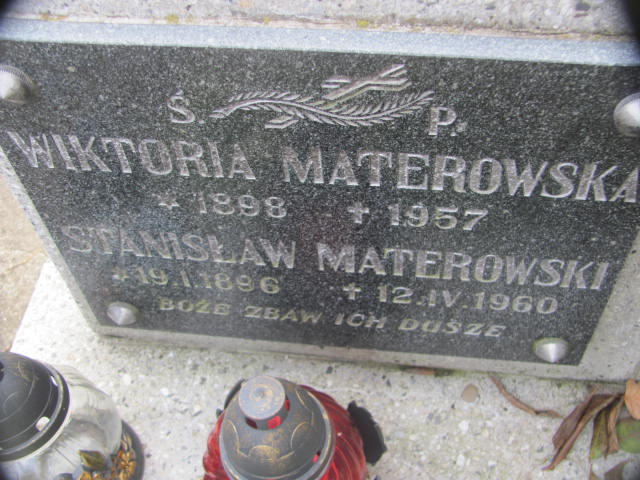 Ś. P.
WIKTORIA MATEROWSKA
* 1898 + 1957
STANISŁAW MATEROWSKI
* 19.I.1896 + 12.IV.1960
BOŻE ZBAW ICH DUSZE